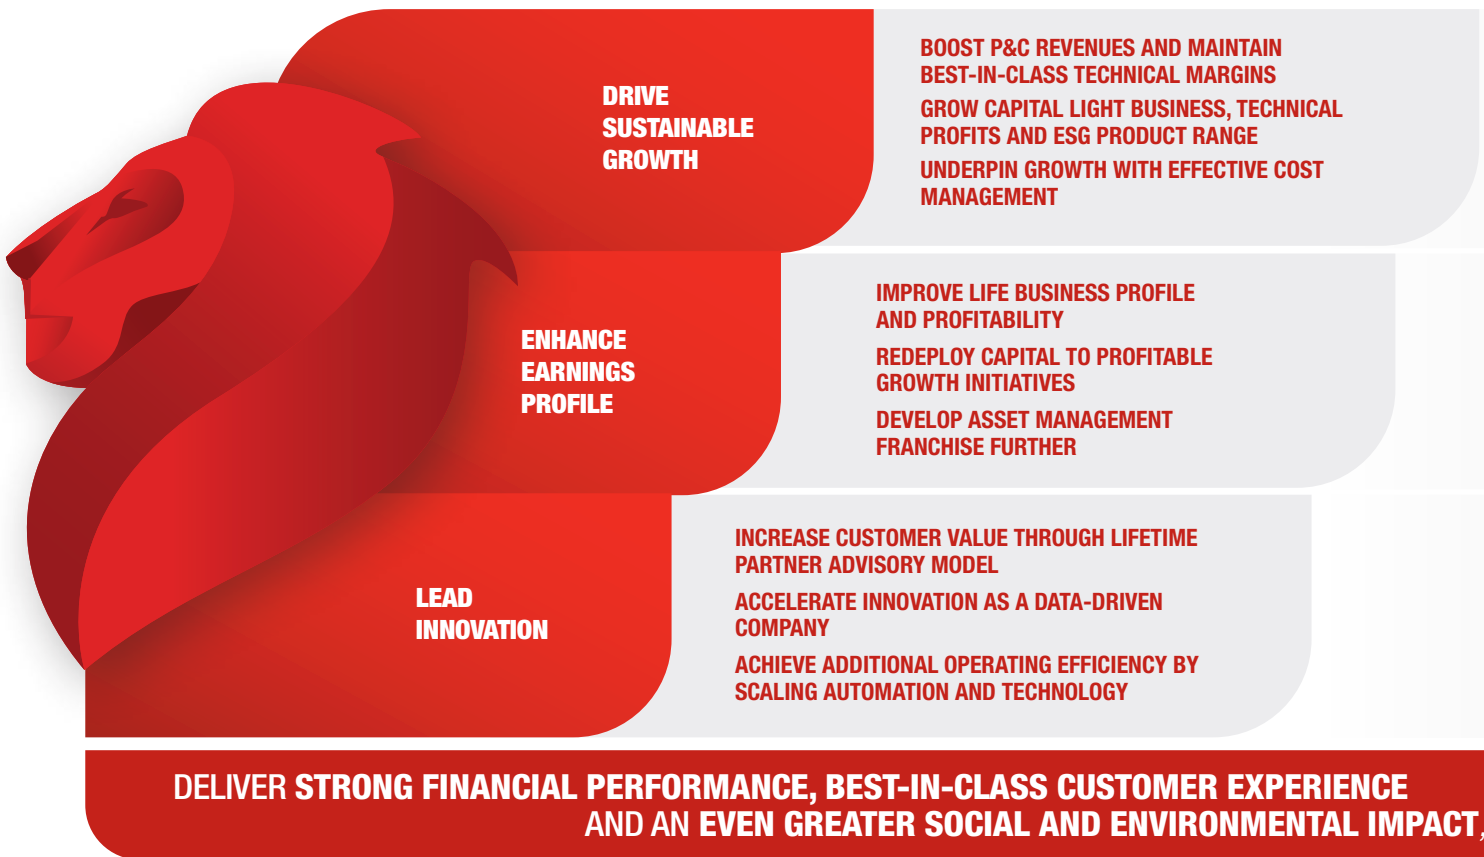 DRIVE
SUSTAINABLE
GROWTH
BOOST P&C REVENUES AND MAINTAIN
BEST-IN-CLASS TECHNICAL MARGINS
GROW CAPITAL LIGHT BUSINESS, TECHNICAL
PROFITS AND ESG PRODUCT RANGE
UNDERPIN GROWTH WITH EFFECTIVE COST
MANAGEMENT
ENHANCE
EARNINGS
PROFILE
IMPROVE LIFE BUSINESS PROFILE
AND PROFITABILITY
REDEPLOY CAPITAL TO PROFITABLE
GROWTH INITIATIVES
DEVELOP ASSET MANAGEMENT
FRANCHISE FURTHER
LEAD
INNOVATION
INCREASE CUSTOMER VALUE THROUGH LIFETIME
PARTNER ADVISORY MODEL
ACCELERATE INNOVATION AS A DATA-DRIVEN
COMPANY
ACHIEVE ADDITIONAL OPERATING EFFICIENCY BY
SCALING AUTOMATION AND TECHNOLOGY
DELIVER STRONG FINANCIAL PERFORMANCE, BEST-IN-CLASS CUSTOMER EXPERIENCE
AND AN EVEN GREATER SOCIAL AND ENVIRONMENTAL IMPACT,